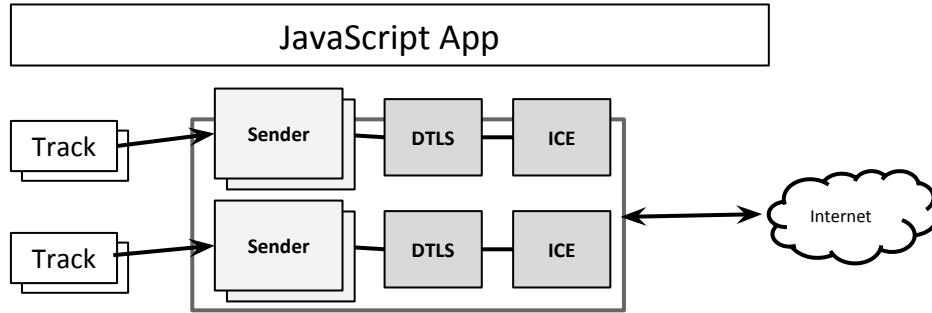 JavaScript App
Track
Sender
DTLS
ICE
Internet
Track
Sender
DTLS
ICE